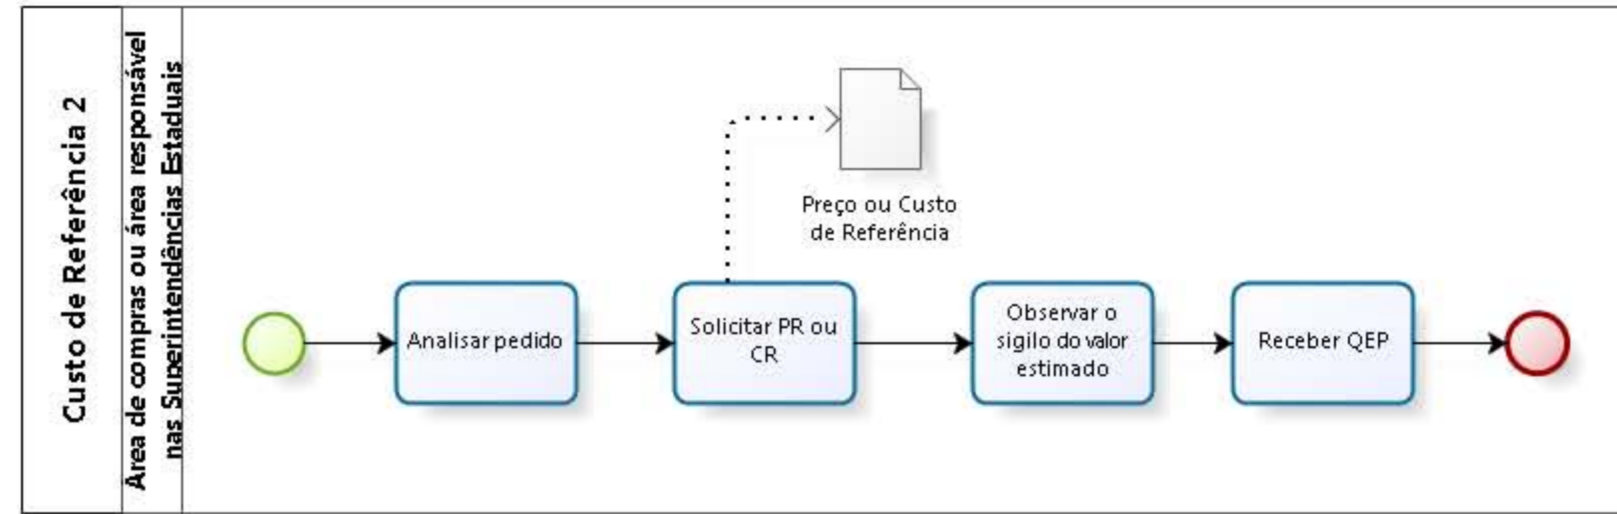 Custo de Referência 2
Área de compras ou área responsável
nas Superintendências Estaduais
Preço ou Custo
de Referência
Analisar pedido
Solicitar PR ou
CR
Observar o
sigilo do valor
estimado
Receber QEP